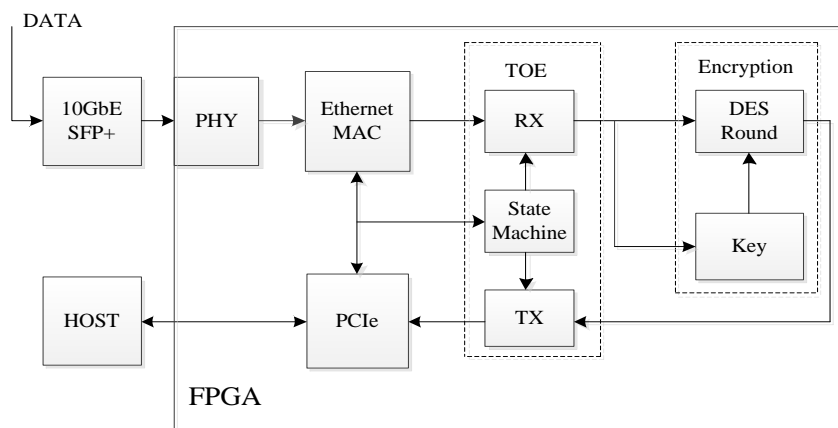 DATA
10GbE
SFP+
PHY
Ethernet
MAC
TOE
RX
State
Machine
TX
Encryption
DES
Round
Key
HOST
PCIe
FPGA